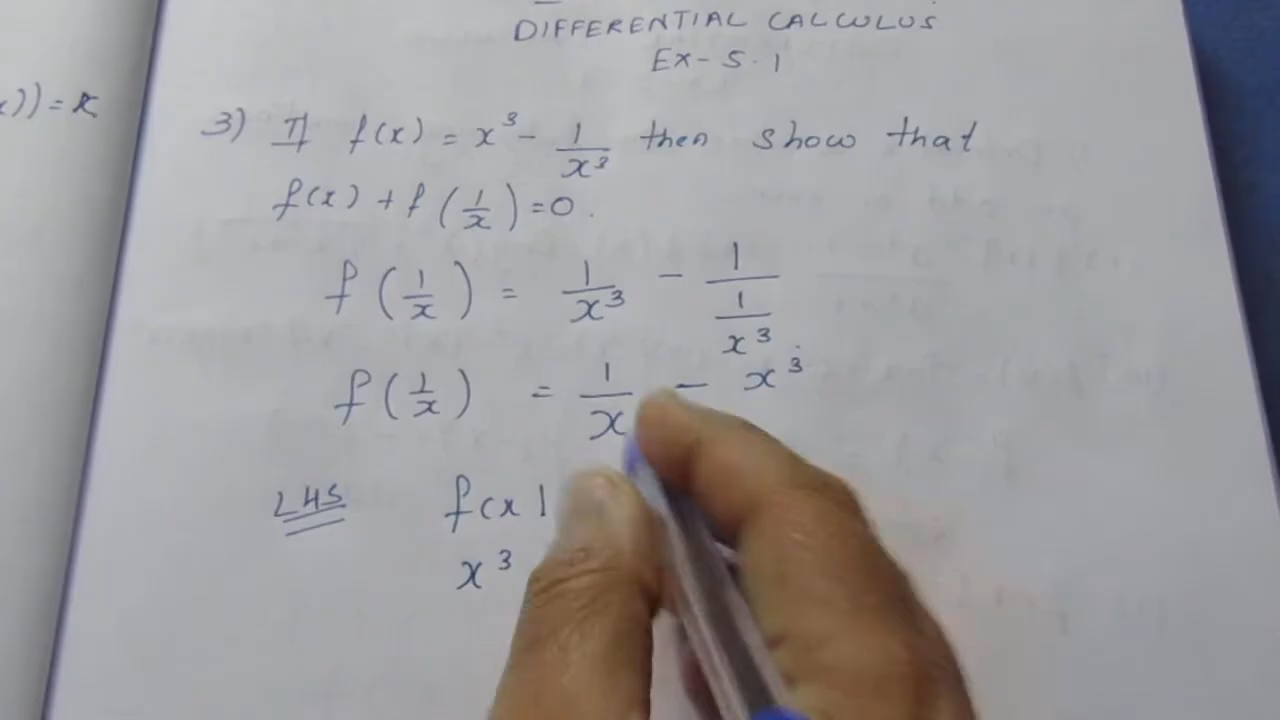 DIFFERENTIAL CALCULUS
Ex-5.1
x)) = x
3) If f(x) = x³ - 1/x³ then show that
f(x) + f(1/x) = 0.
f(1/x) = 1/x³ - 1/(1/x³)
f(1/x) = 1/x - x³
LHS f(x)
x³